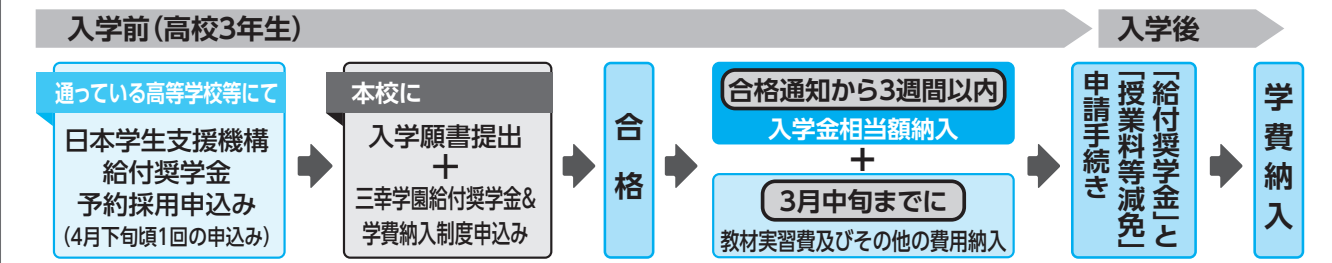 入学前(高校3年生)
入学後
通っている高等学校等にて
日本学生支援機構
給付奨学金
予約採用申込み
(4月下旬頃1回の申込み)
本校に
入学願書提出
+
三幸学園給付奨学金&
学費納入制度申込み
合格
合格通知から3週間以内
入学金相当額納入
+
3月中旬までに
教材実習費及びその他の費用納入
「給付奨学金」と
「授業料等減免」
申請手続き
学費納入